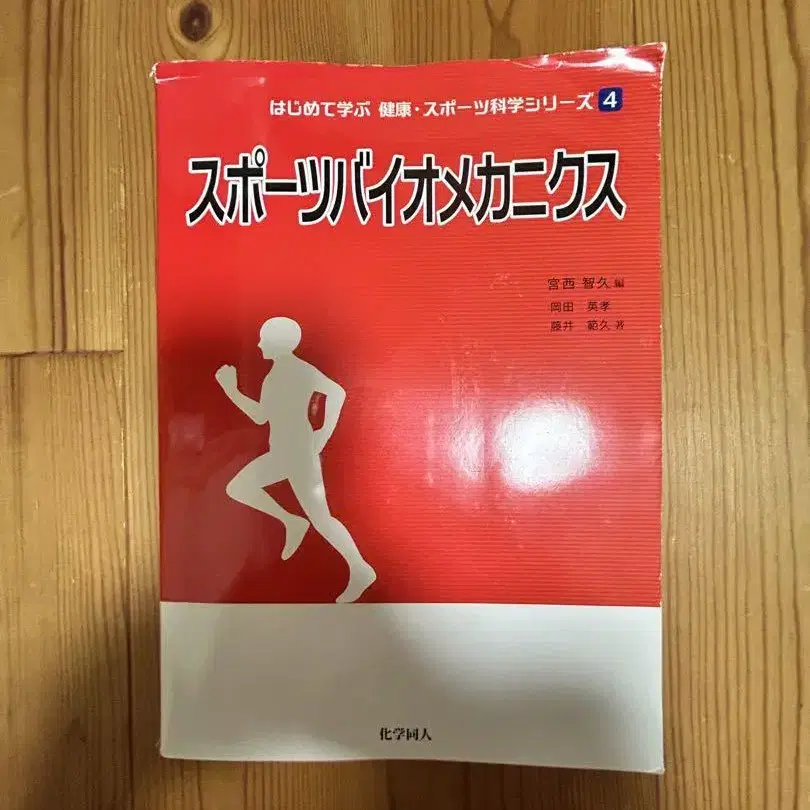 はじめて学ぶ 健康・スポーツ科学シリーズ 4
スポーツバイオメカニクス
宮西 智久 編
岡田 英孝
藤井 範久 著
化学同人